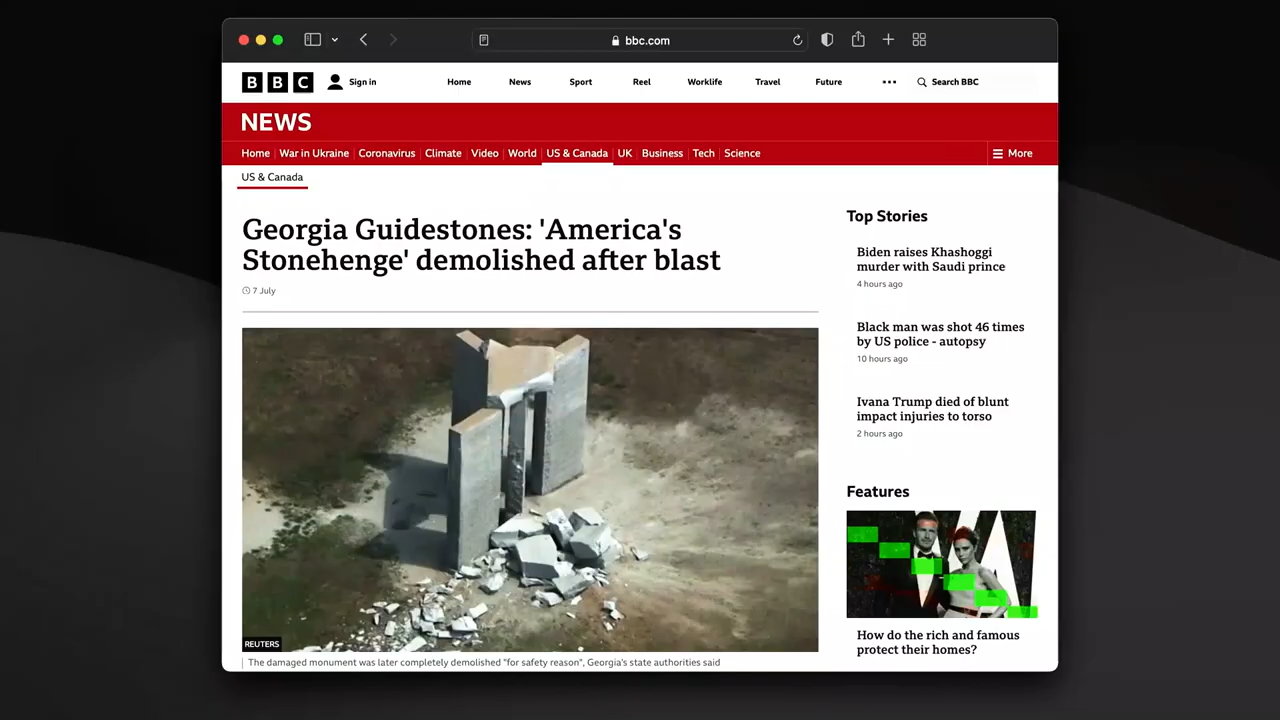 bbc.com
BBC Sign in Home News Sport Reel Worklife Travel Future Search BBC
NEWS
Home War in Ukraine Coronavirus Climate Video World US & Canada UK Business Tech Science More
US & Canada
Georgia Guidestones: 'America's
Stonehenge' demolished after blast
7 July
REUTERS
The damaged monument was later completely demolished "for safety reason", Georgia's state authorities said
Top Stories
Biden raises Khashoggi
murder with Saudi prince
4 hours ago
Black man was shot 46 times
by US police - autopsy
10 hours ago
Ivana Trump died of blunt
impact injuries to torso
2 hours ago
Features
How do the rich and famous
protect their homes?